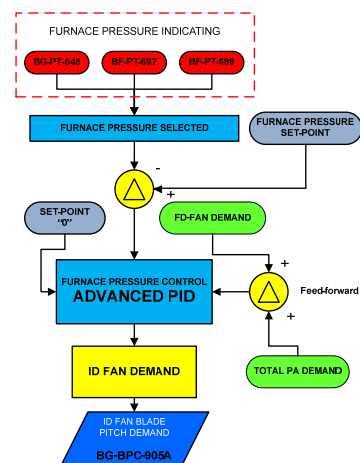 FURNACE PRESSURE INDICATING
BG-PT-548
BF-PT-697
BF-PT-699
FURNACE PRESSURE SELECTED
FURNACE PRESSURE
SET-POINT
-
+
SET-POINT
"0"
FD-FAN DEMAND
FURNACE PRESSURE CONTROL
ADVANCED PID
+
Feed-forward
+
ID FAN DEMAND
TOTAL PA DEMAND
ID FAN BLADE
PITCH DEMAND
BG-BPC-905A